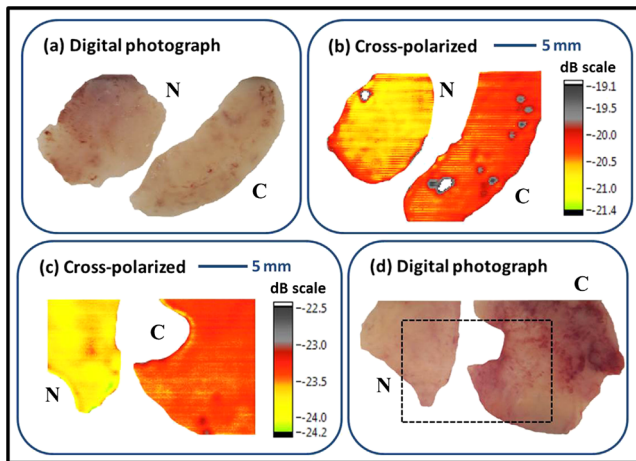 (a) Digital photograph
N
C
(b) Cross-polarized
5 mm
dB scale
N
C
-19.1
-19.5
-20.0
-20.5
-21.0
-21.4
(c) Cross-polarized
5 mm
dB scale
C
N
-22.5
-23.0
-23.5
-24.0
-24.2
(d) Digital photograph
C
N